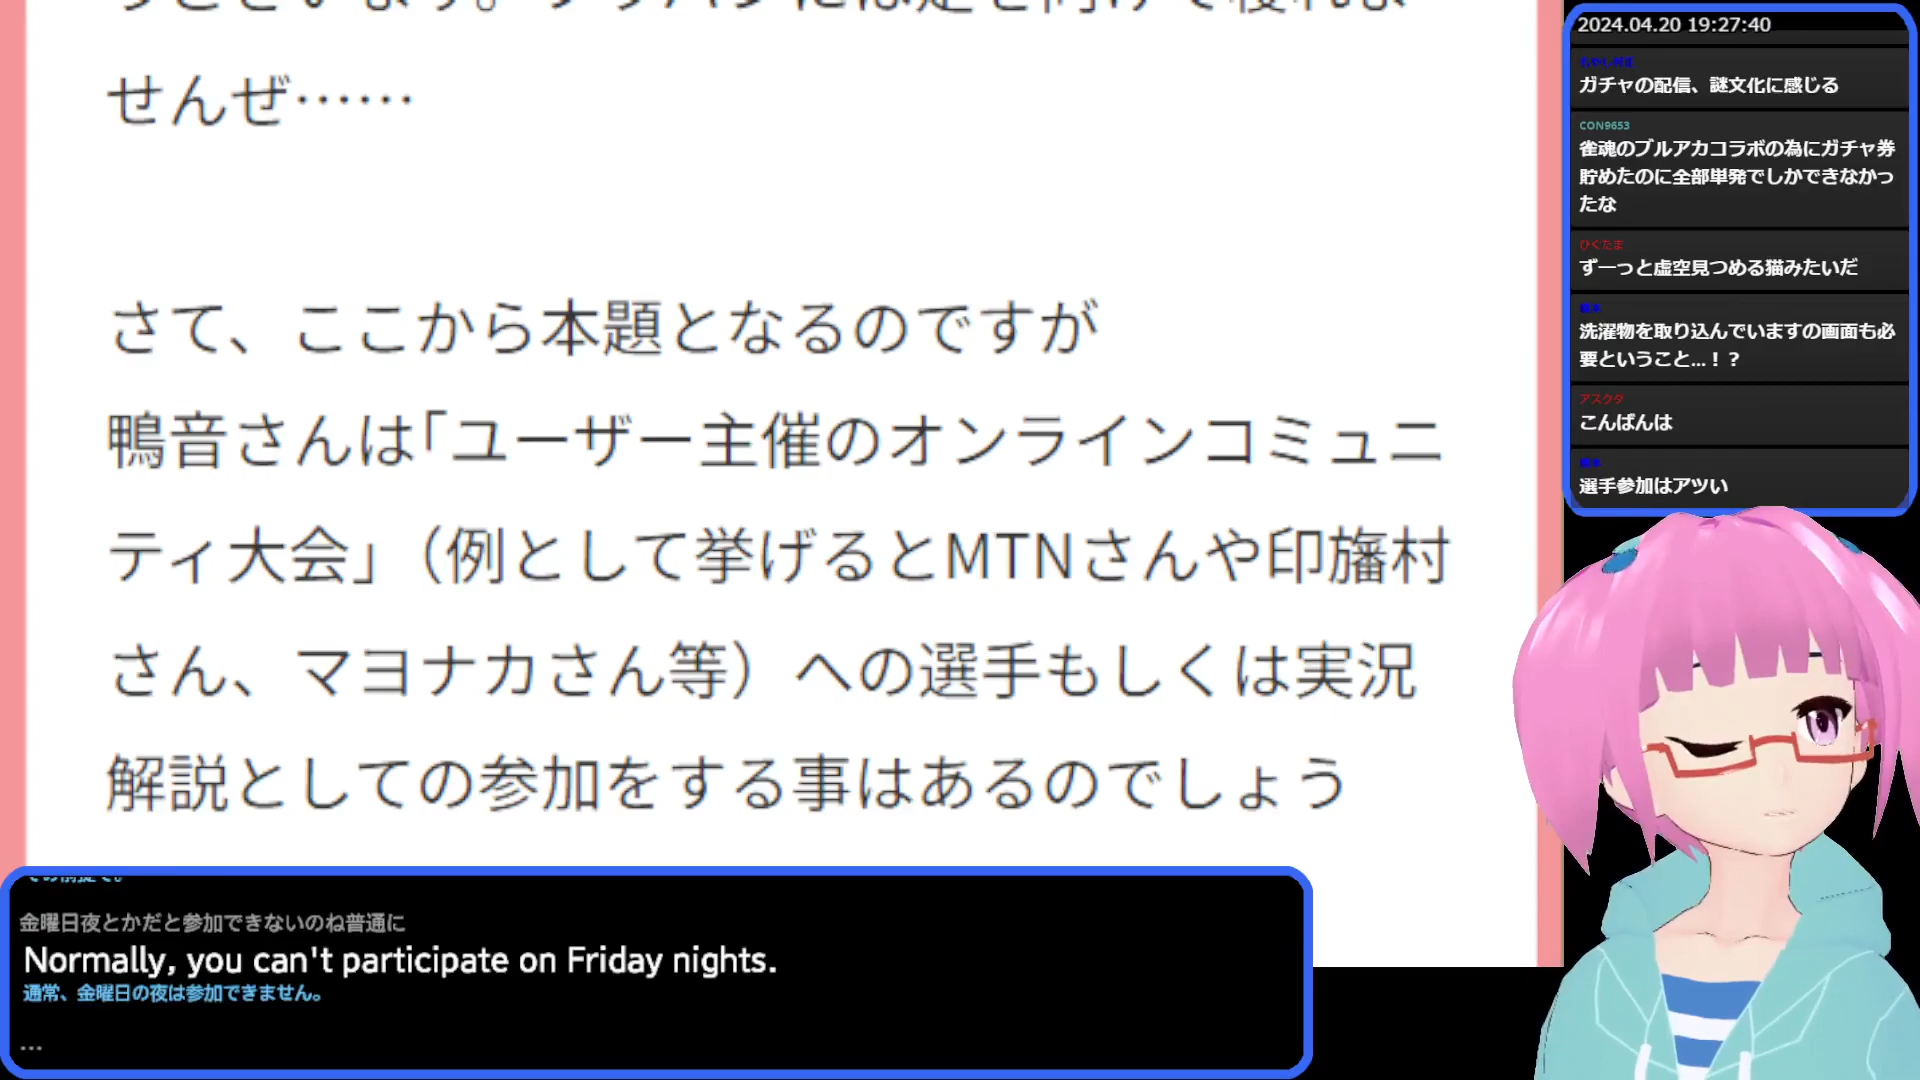 せんぜ……
さて、ここから本題となるのですが
鴨音さんは「ユーザー主催のオンラインコミュニ
ティ大会」（例として挙げるとMTNさんや印旛村
さん、マヨナカさん等）への選手もしくは実況
解説としての参加をする事はあるのでしょう
2024.04.20 19:27:40
ガチャの配信、謎文化に感じる
CON9653
雀魂のブルアカコラボの為にガチャ券
貯めたのに全部単発でしかできなかっ
たな
ひぐたま
ずーっと虚空見つめる猫みたいだ
洗濯物を取り込んでいますの画面も必
要ということ...！？
アスクタ
こんばんは
選手参加はアツい
金曜日夜とかだと参加できないのね普通に
Normally, you can't participate on Friday nights.
通常、金曜日の夜は参加できません。
...